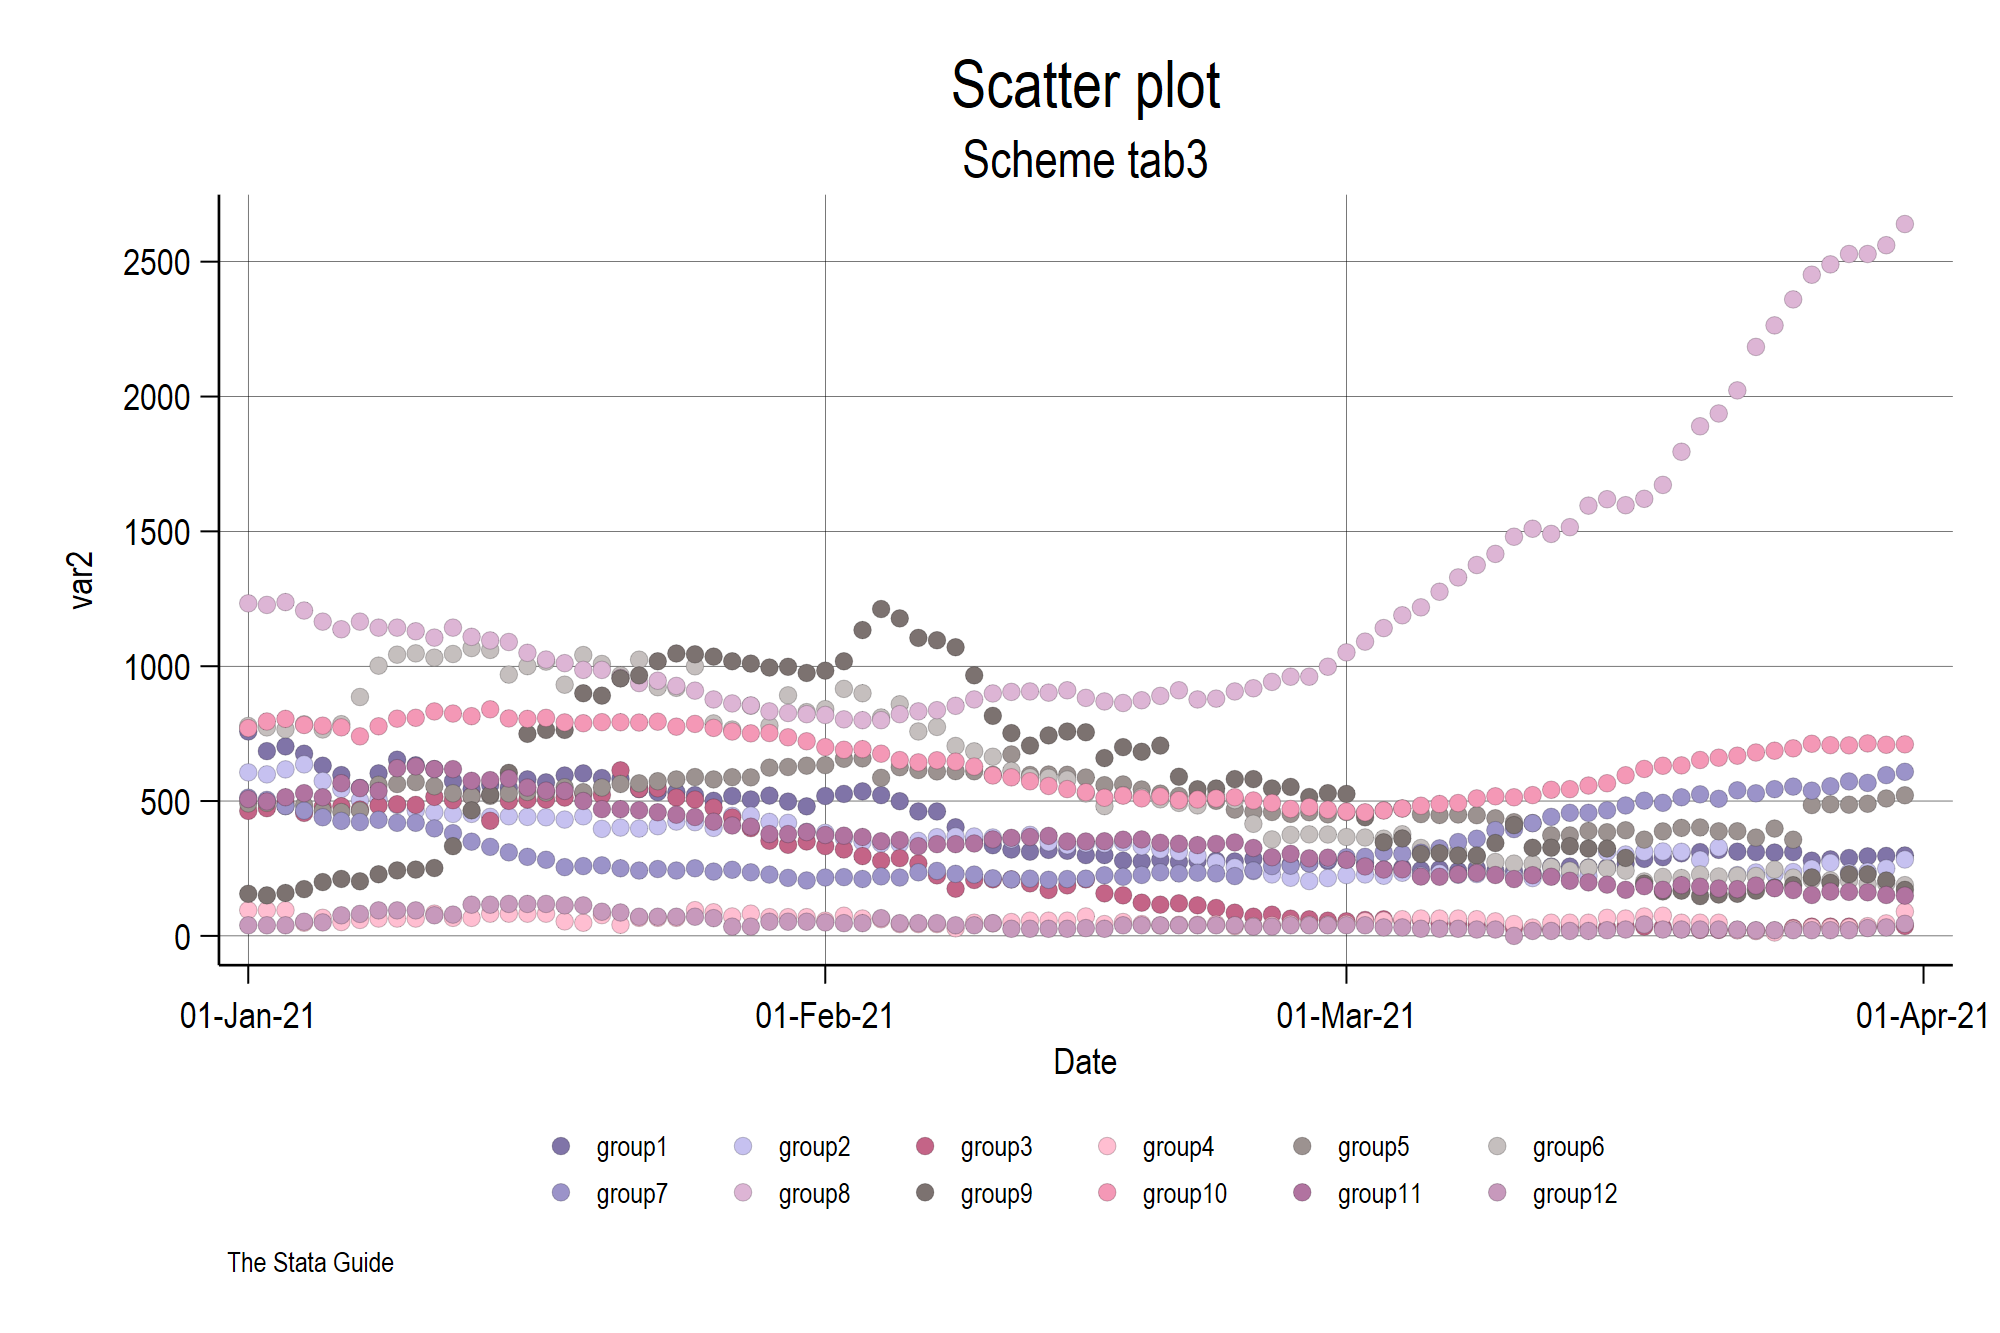 Scatter plot
Scheme tab3
2500
2000
1500
1000
500
0
var2
01-Jan-21 01-Feb-21 01-Mar-21 01-Apr-21
Date
group1 group2 group3 group4 group5 group6
group7 group8 group9 group10 group11 group12
The Stata Guide